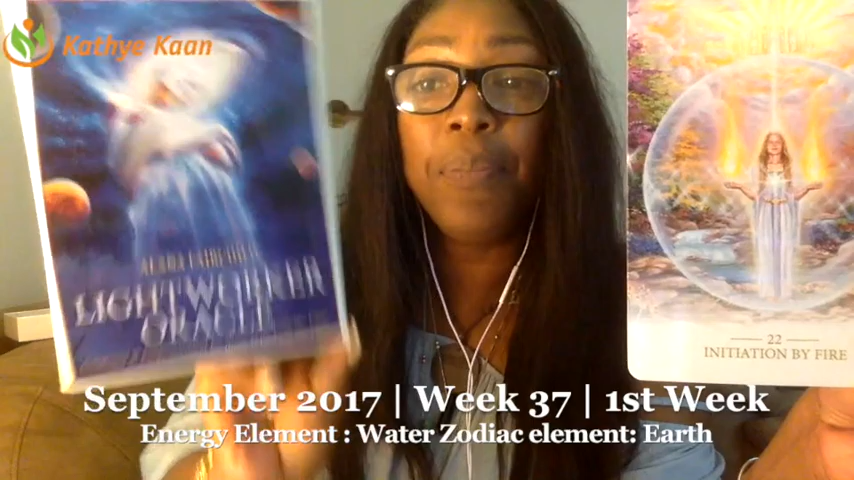 Kathye Kaan
LIGHTWORKER
ORACLE
22
INITIATION BY FIRE
September 2017 | Week 37 | 1st Week
Energy Element : Water Zodiac element: Earth